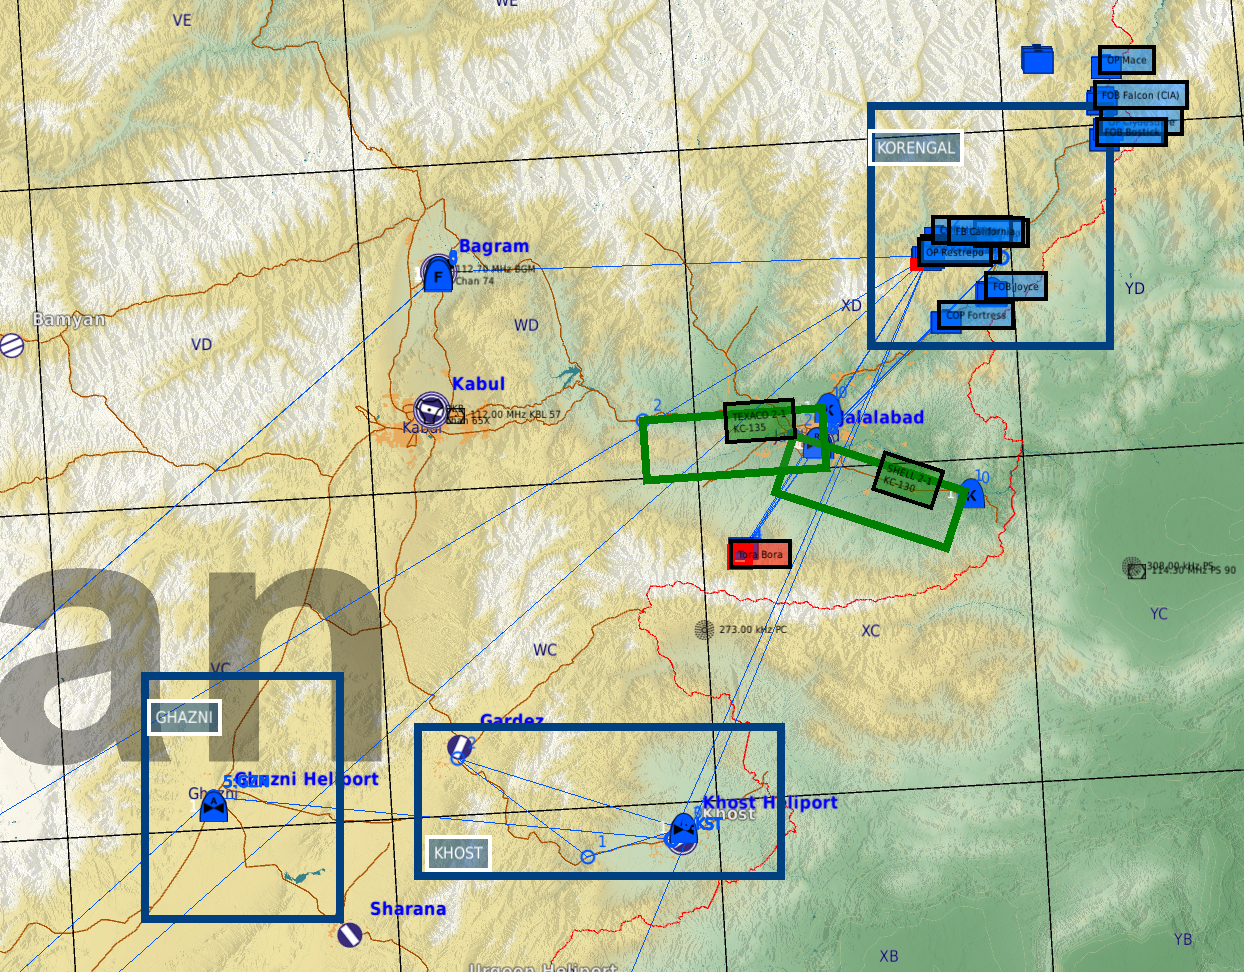 VE
WE
OP Mace
FOB Falcon (CIA)
FOB Bostick
KORENGAL
FB California
OP Restrepo
Bagram
112.70 MHz BGM
Chan 74
F
FOB Joyce
YD
XD
COP Fortress
Bamyan
WD
VD
Kabul
2
10
TEXACO 2-1
KC-135
112.00 MHz KBL 57
Chan 65X
Kabul
Jalalabad
SHELL 2-1
KC-130
10
1
K
Tora Bora
308.00 kHz PS
114.30 MHz PS 90
an
YC
273.00 kHz PC
XC
WC
VC
GHAZNI
Gardez
Ghazni Heliport
Ghazni
A
Khost Heliport
Khost
KST
1
KHOST
Sharana
YB
XB
Urgoon Heliport